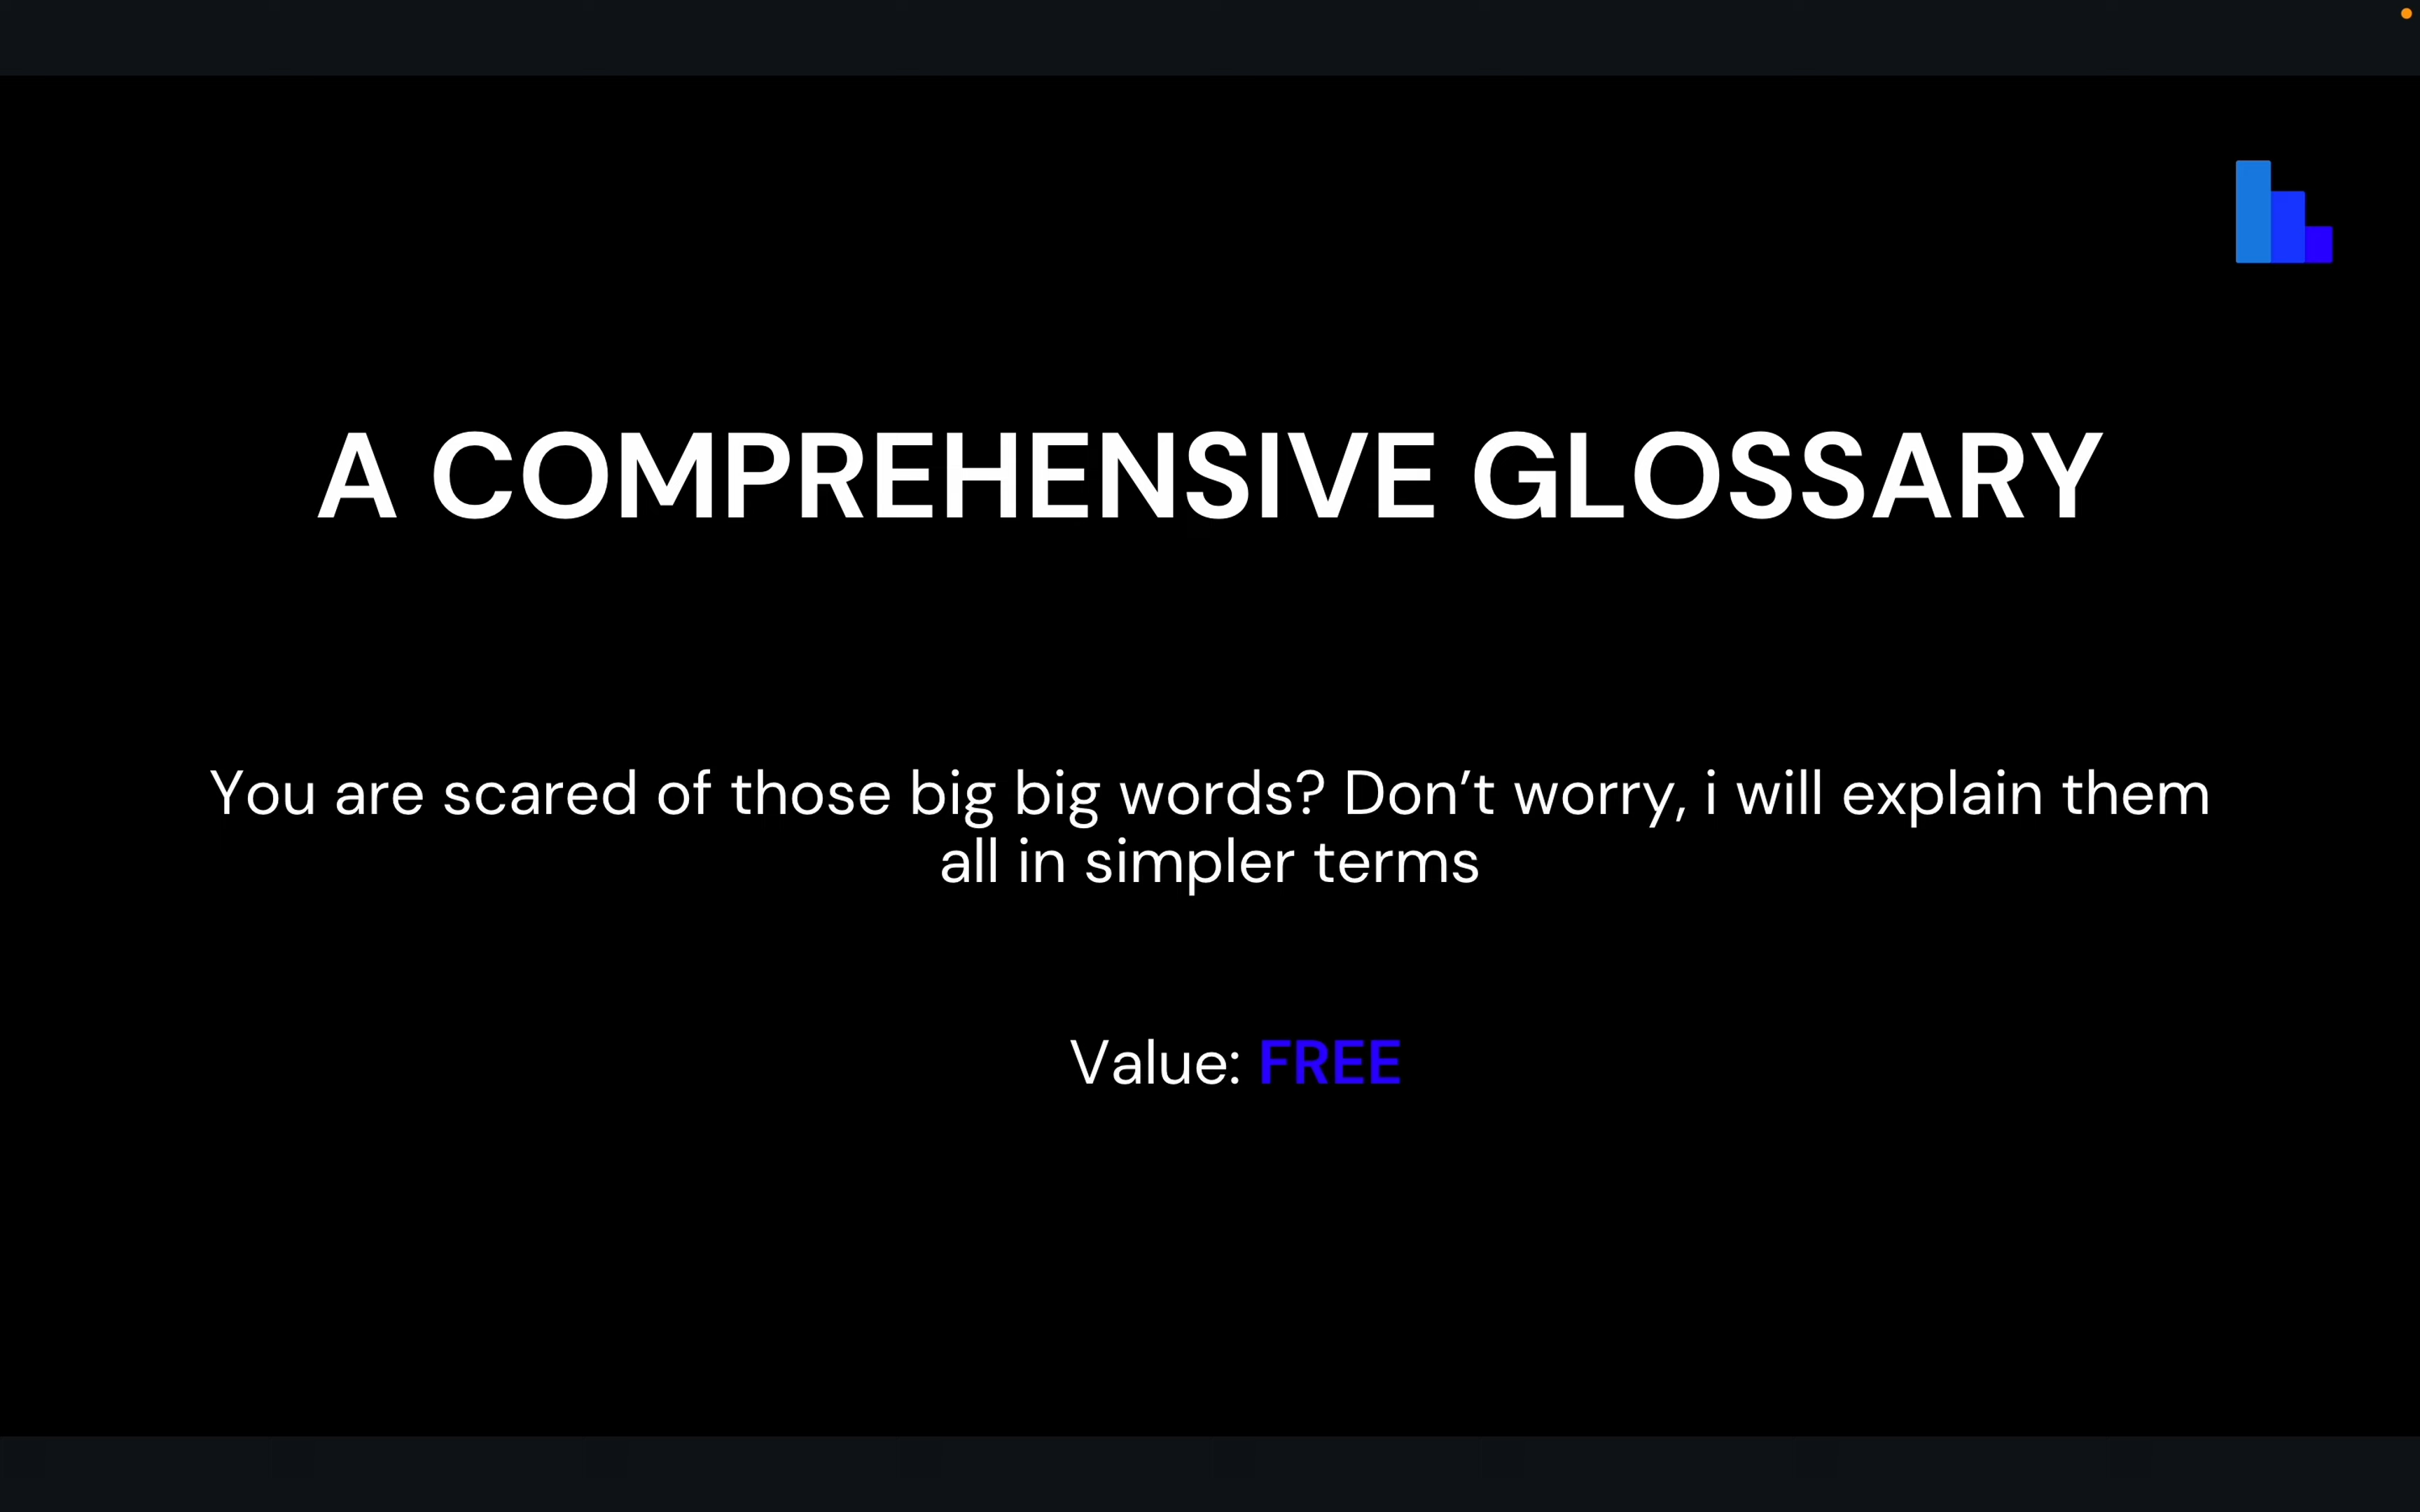 A COMPREHENSIVE GLOSSARY
You are scared of those big big words? Don’t worry, i will explain them
all in simpler terms
Value: FREE